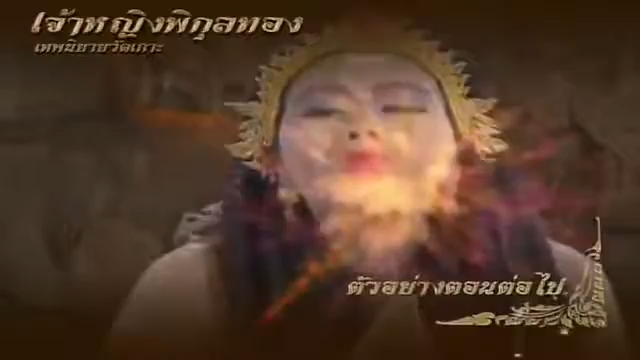 เจ้าหญิงพิกุลทอง
เทพนิยายวัดเกาะ
ตัวอย่างตอนต่อไป